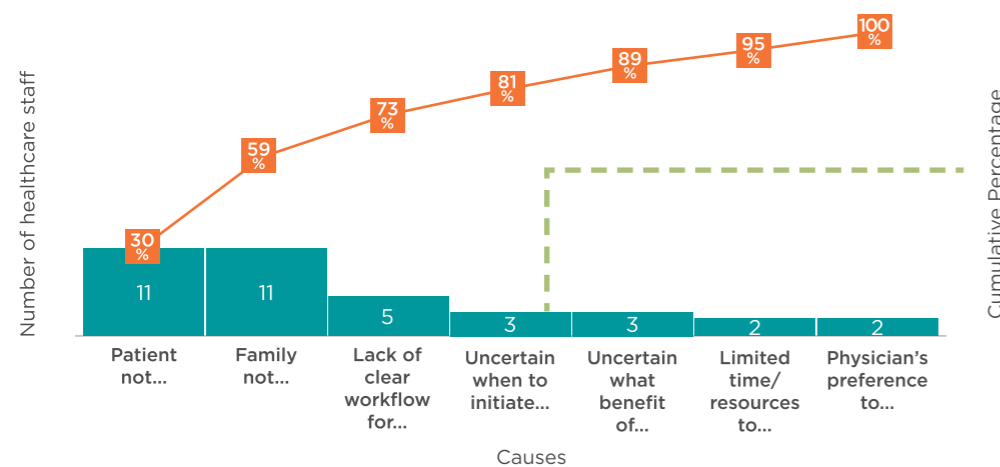 Number of healthcare staff
30
%
59
%
73
%
81
%
89
%
95
%
100
%
11
11
5
3
3
2
2
Patient
not...
Family
not...
Lack of
clear
workflow
for...
Uncertain
when to
initiate...
Uncertain
what
benefit
of...
Limited
time/
resources
to...
Physician's
preference
to...
Causes
Cumulative Percentage